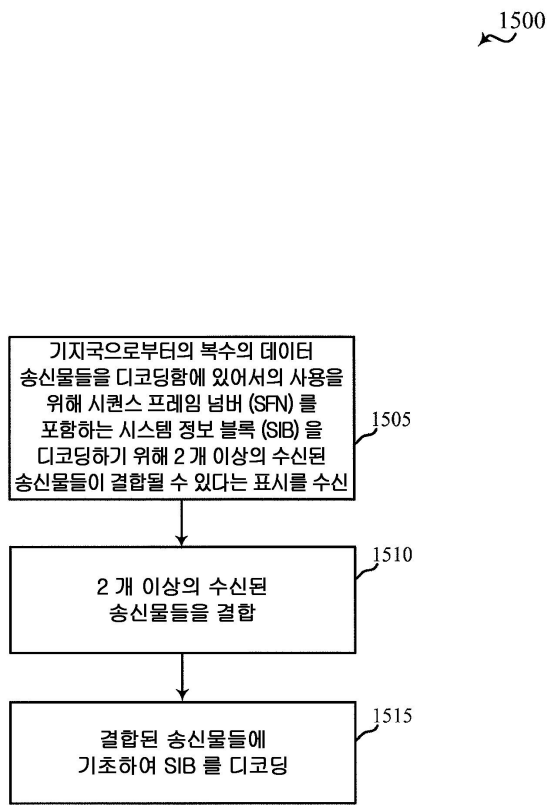 1500
기지국으로부터의 복수의 데이터
송신물들을 디코딩함에 있어서의 사용을
위해 시퀀스 프레임 넘버 (SFN) 를
포함하는 시스템 정보 블록 (SIB) 을
디코딩하기 위해 2 개 이상의 수신된
송신물들이 결합될 수 있다는 표시를 수신
1505
2 개 이상의 수신된
송신물들을 결합
1510
결합된 송신물들에
기초하여 SIB 를 디코딩
1515